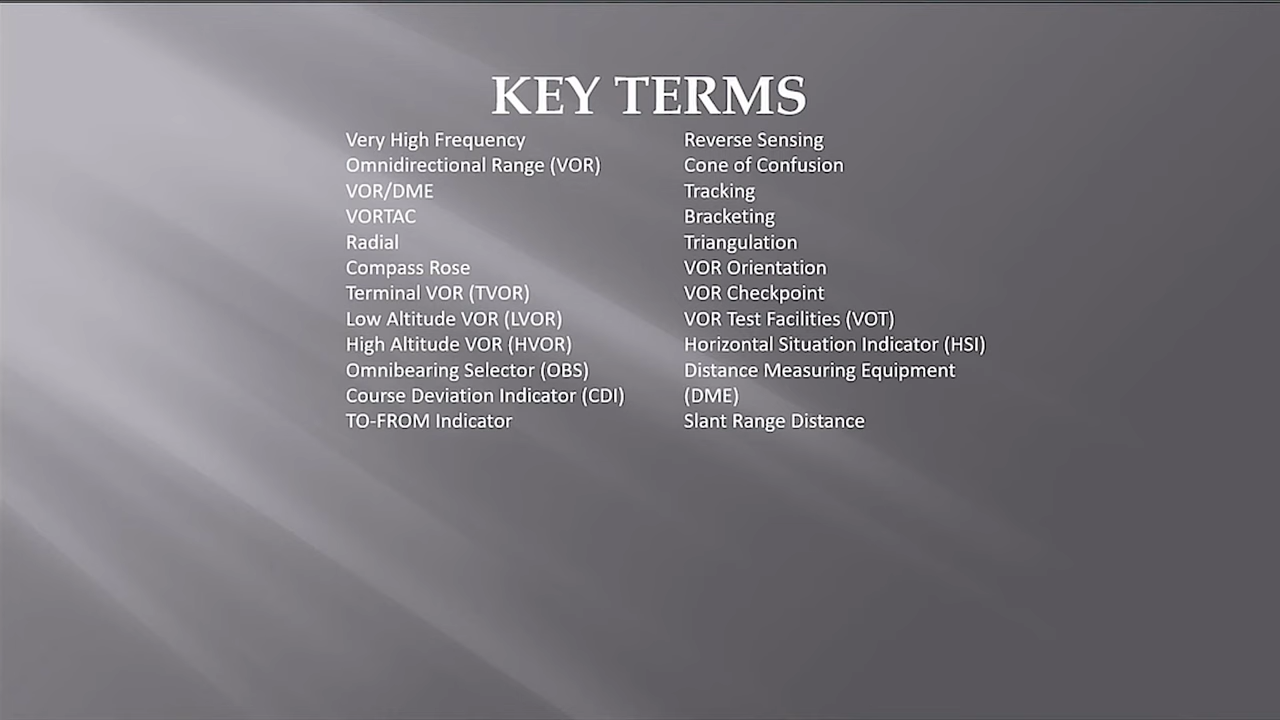 KEY TERMS
Very High Frequency
Omnidirectional Range (VOR)
VOR/DME
VORTAC
Radial
Compass Rose
Terminal VOR (TVOR)
Low Altitude VOR (LVOR)
High Altitude VOR (HVOR)
Omnibearing Selector (OBS)
Course Deviation Indicator (CDI)
TO-FROM Indicator
Reverse Sensing
Cone of Confusion
Tracking
Bracketing
Triangulation
VOR Orientation
VOR Checkpoint
VOR Test Facilities (VOT)
Horizontal Situation Indicator (HSI)
Distance Measuring Equipment
(DME)
Slant Range Distance